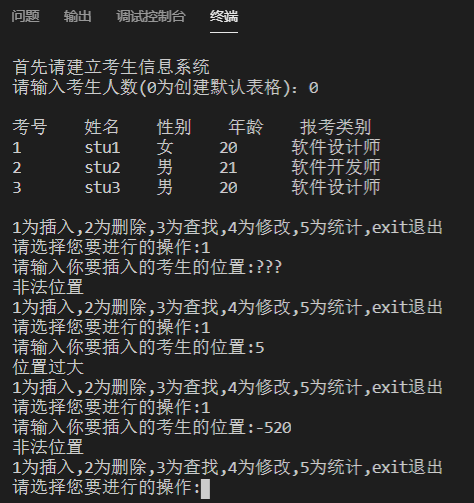 问题 输出 调试控制台 终端
首先请建立考生信息系统
请输入考生人数(0为创建默认表格): 0
考号 姓名 性别 年龄 报考类别
1 stu1 女 20 软件设计师
2 stu2 男 21 软件开发师
3 stu3 男 20 软件设计师
1为插入,2为删除,3为查找,4为修改,5为统计,exit退出
请选择您要进行的操作:1
请输入你要插入的考生的位置:???
非法位置
1为插入,2为删除,3为查找,4为修改,5为统计,exit退出
请选择您要进行的操作:1
请输入你要插入的考生的位置:5
位置过大
1为插入,2为删除,3为查找,4为修改,5为统计,exit退出
请选择您要进行的操作:1
请输入你要插入的考生的位置:-520
非法位置
1为插入,2为删除,3为查找,4为修改,5为统计,exit退出
请选择您要进行的操作: